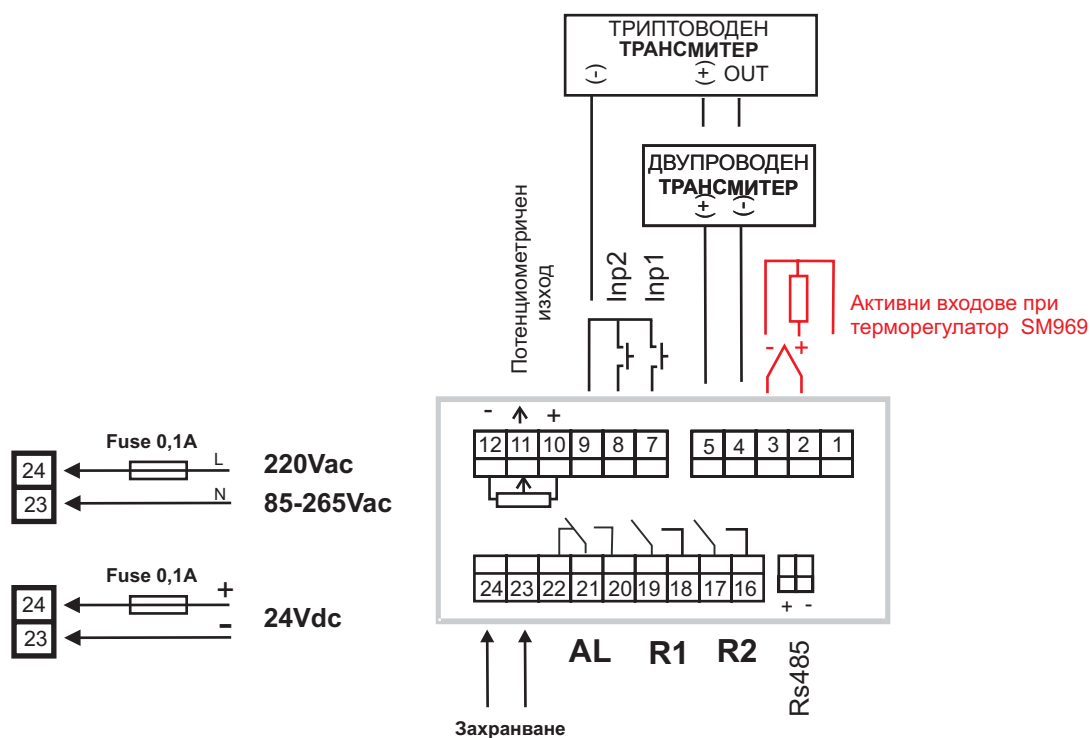 ТРИПТОВОДЕН
ТРАНСМИТЕР
(-) (+) OUT
ДВУПРОВОДЕН
ТРАНСМИТЕР
(+) (-)
Потенциометричен
изход
Inp2
Inp1
Активни входове при
терморегулатор SM969
- +
- +
12 11 10 9 8 7 5 4 3 2 1
Fuse 0,1A
24 L 220Vac
23 N 85-265Vac
24 23 22 21 20 19 18 17 16
+ -
Fuse 0,1A
24 +
23 -
24Vdc
AL R1 R2
Rs485
Захранване